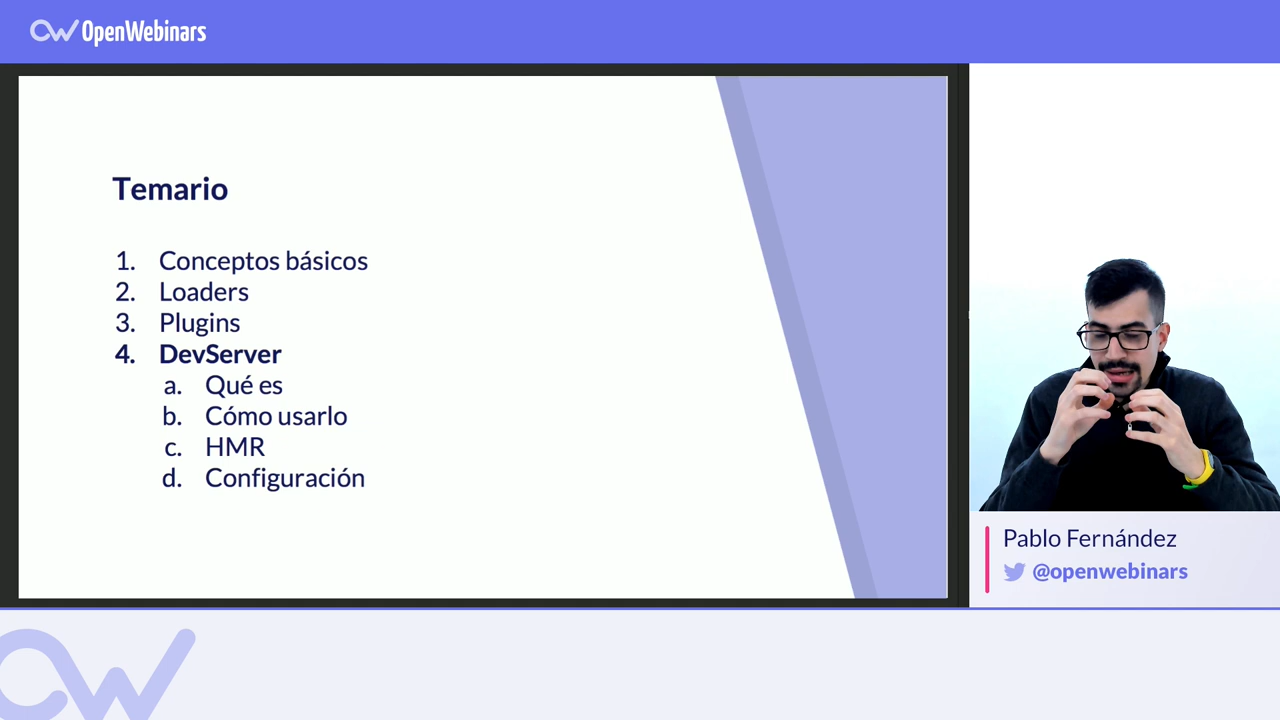 OpenWebinars
Temario
1. Conceptos básicos
2. Loaders
3. Plugins
4. DevServer
a. Qué es
b. Cómo usarlo
c. HMR
d. Configuración
Pablo Fernández
@openwebinars